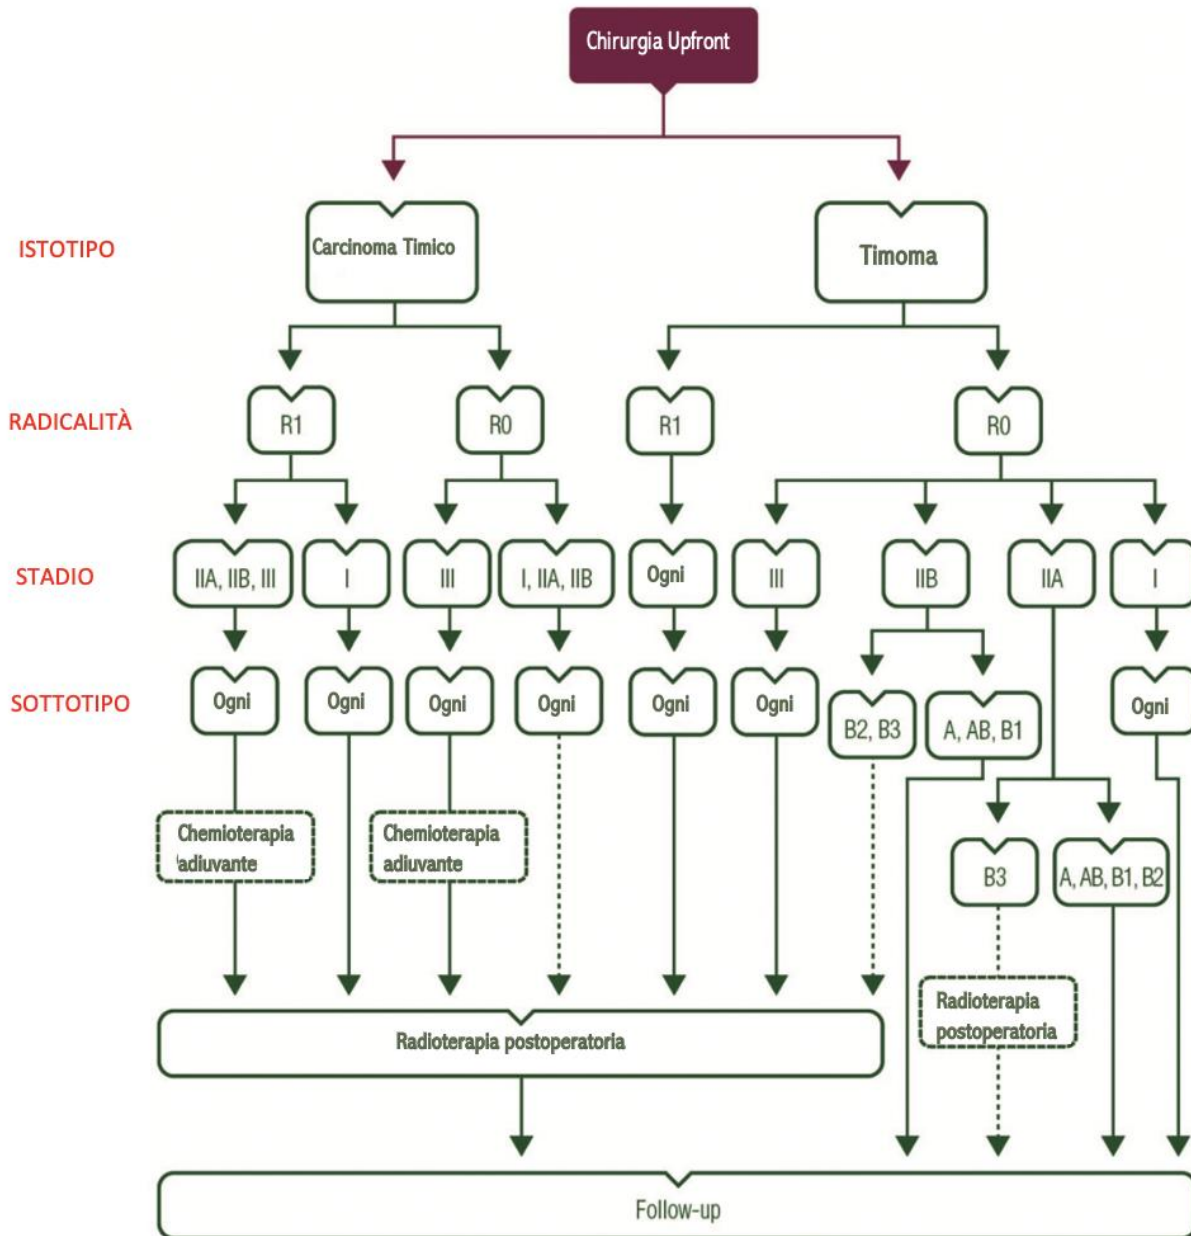 Chirurgia Upfront
ISTOTIPO
Carcinoma Timico
Timoma
RADICALITÀ
R1
R0
R1
R0
STADIO
IIA, IIB, III
I
III
I, IIA, IIB
Ogni
III
IIB
IIA
I
SOTTOTIPO
Ogni
Ogni
Ogni
Ogni
Ogni
Ogni
B2, B3
A, AB, B1
Ogni
Chemioterapia
adiuvante
Chemioterapia
adiuvante
B3
A, AB, B1, B2
Radioterapia
postoperatoria
Radioterapia postoperatoria
Follow-up